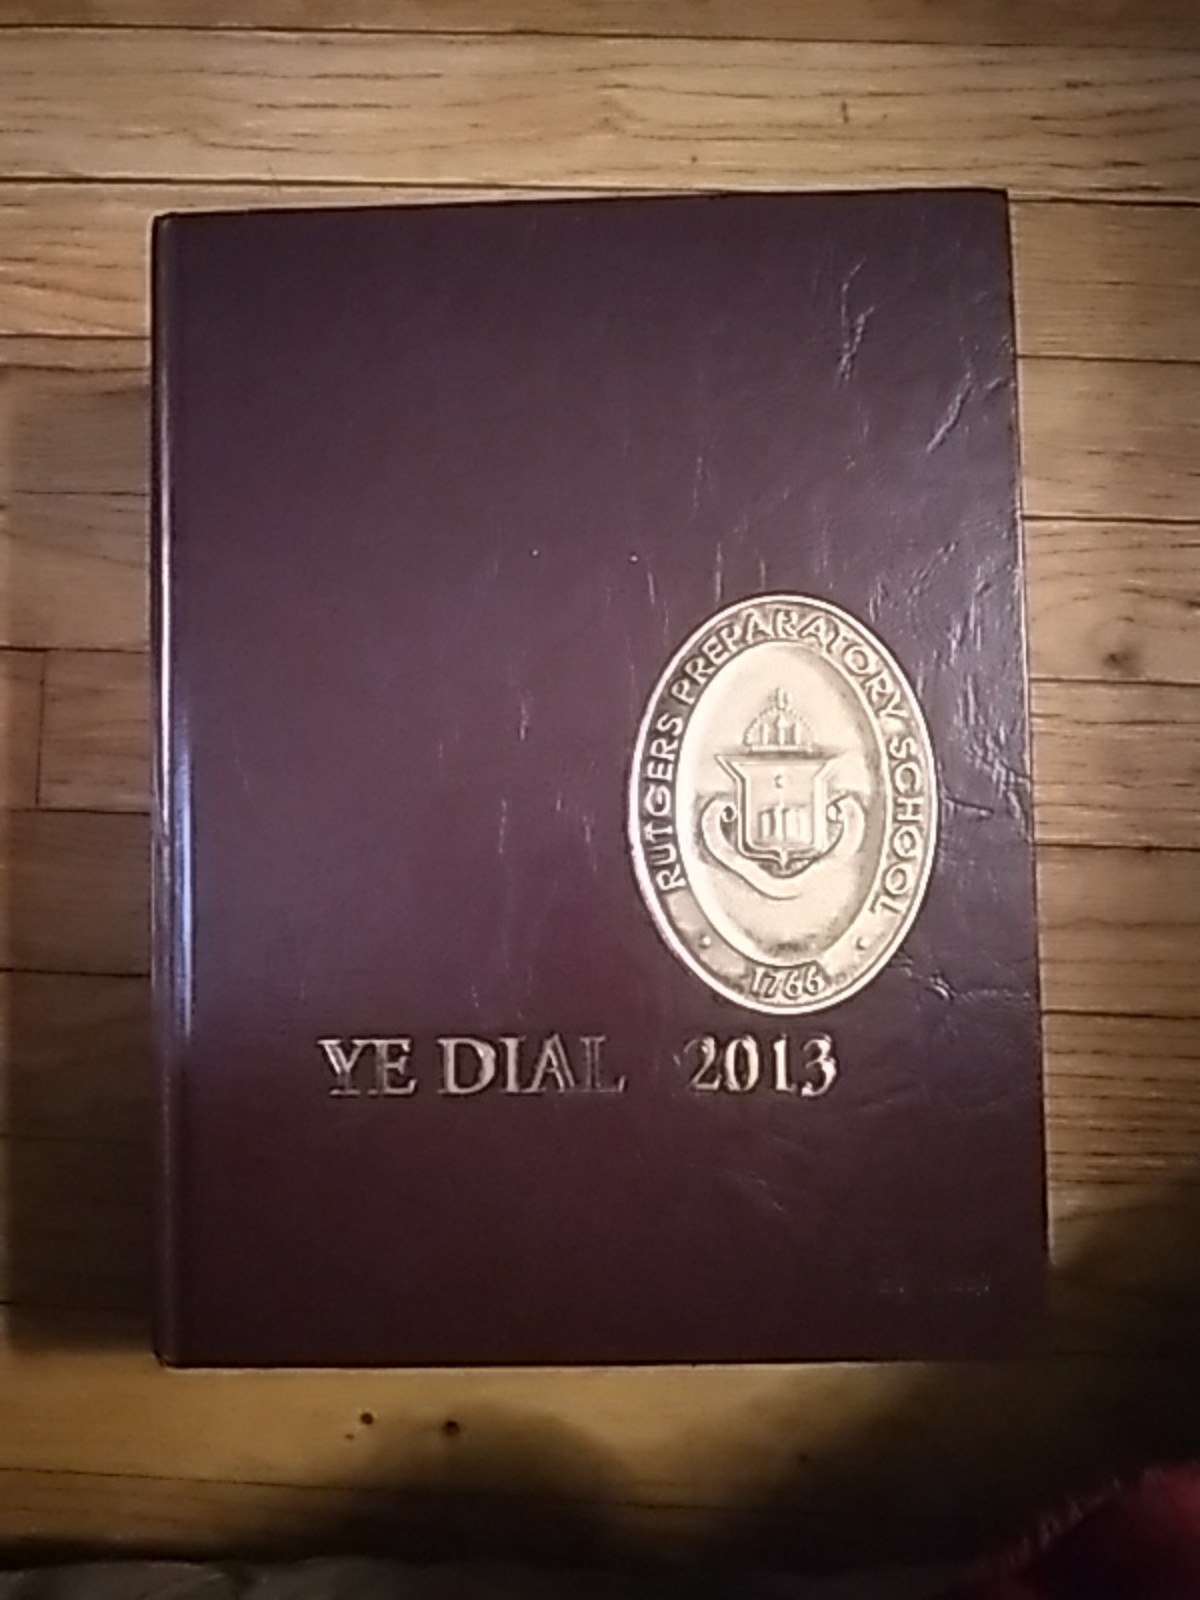 RUTGERS PREPARATORY SCHOOL
1766
YE DIAL 2013